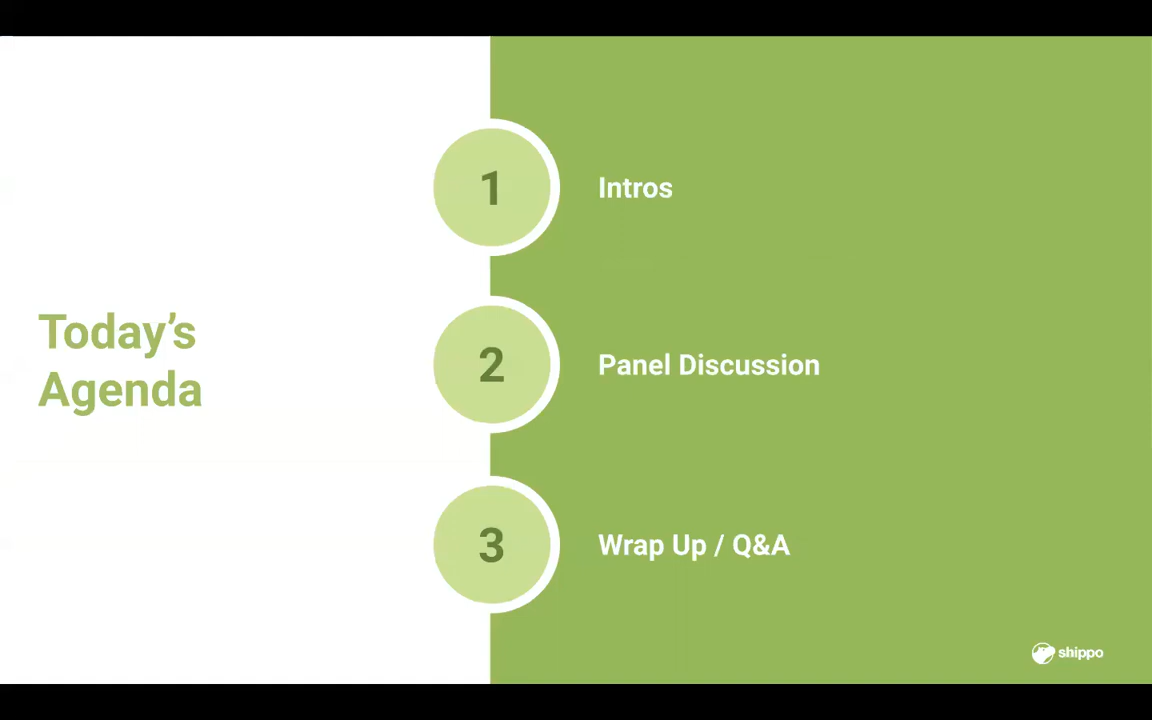 Today’s
Agenda
1
Intros
2
Panel Discussion
3
Wrap Up / Q&A
shippo